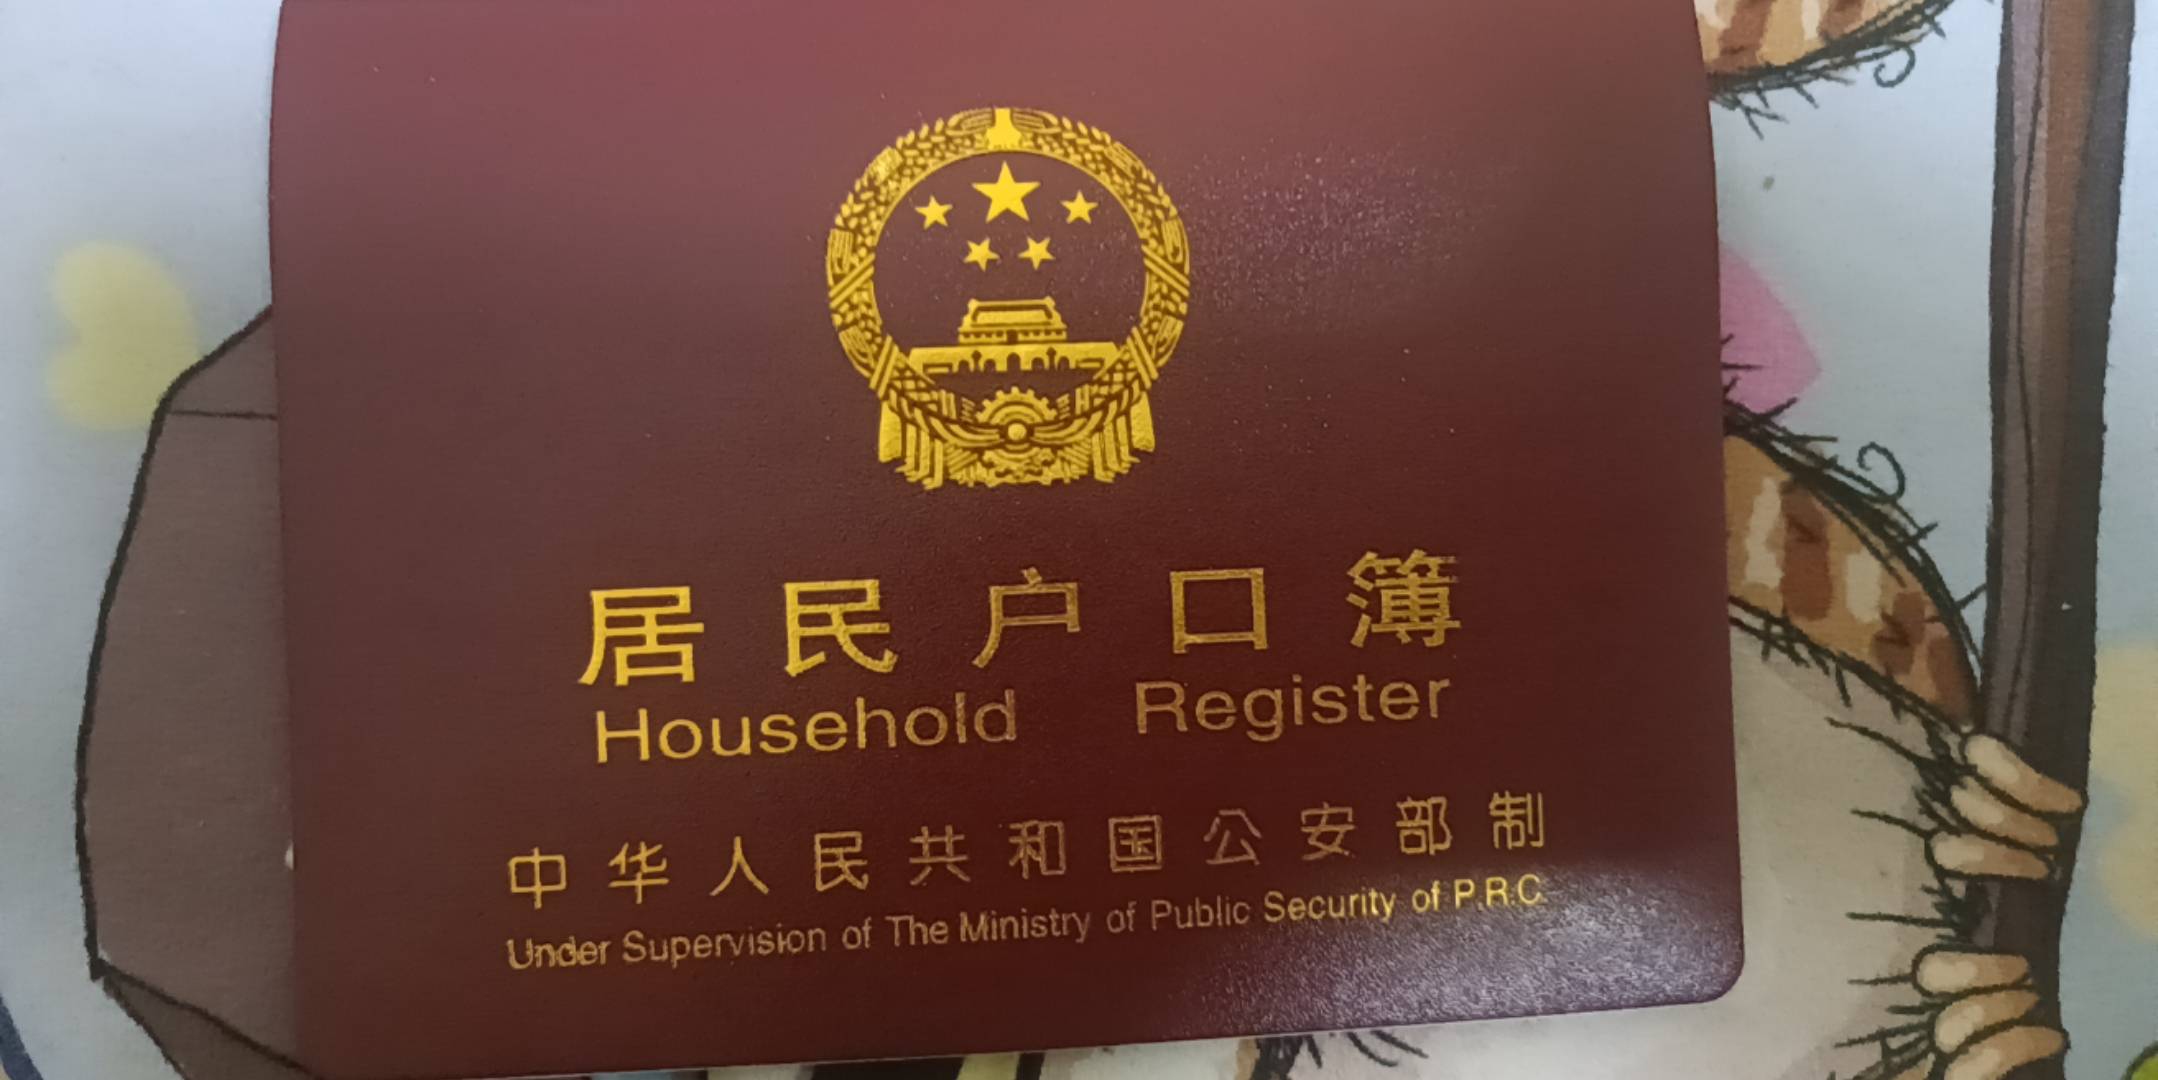 居民户口簿
Household Register
中华人民共和国公安部制
Under Supervision of The Ministry of Public Security of P.R.C